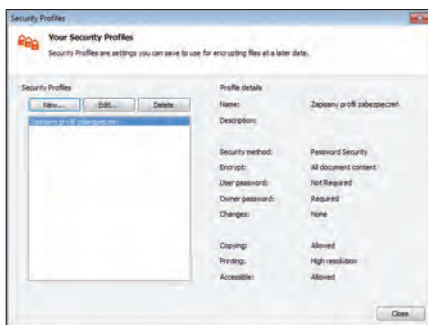 Security Profiles
Your Security Profiles
Security Profiles are settings you can save to use for encrypting files at a later date.
Security Profiles
New... Edit... Delete
Zapisany profil zabezpieczeń
Profile details
Name: Zapisany profil zabezpieczeń
Description:
Security method: Password Security
Encrypt: All document content
User password: Not Required
Owner password: Required
Changes: None
Copying: Allowed
Printing: High resolution
Accessible: Allowed
Close